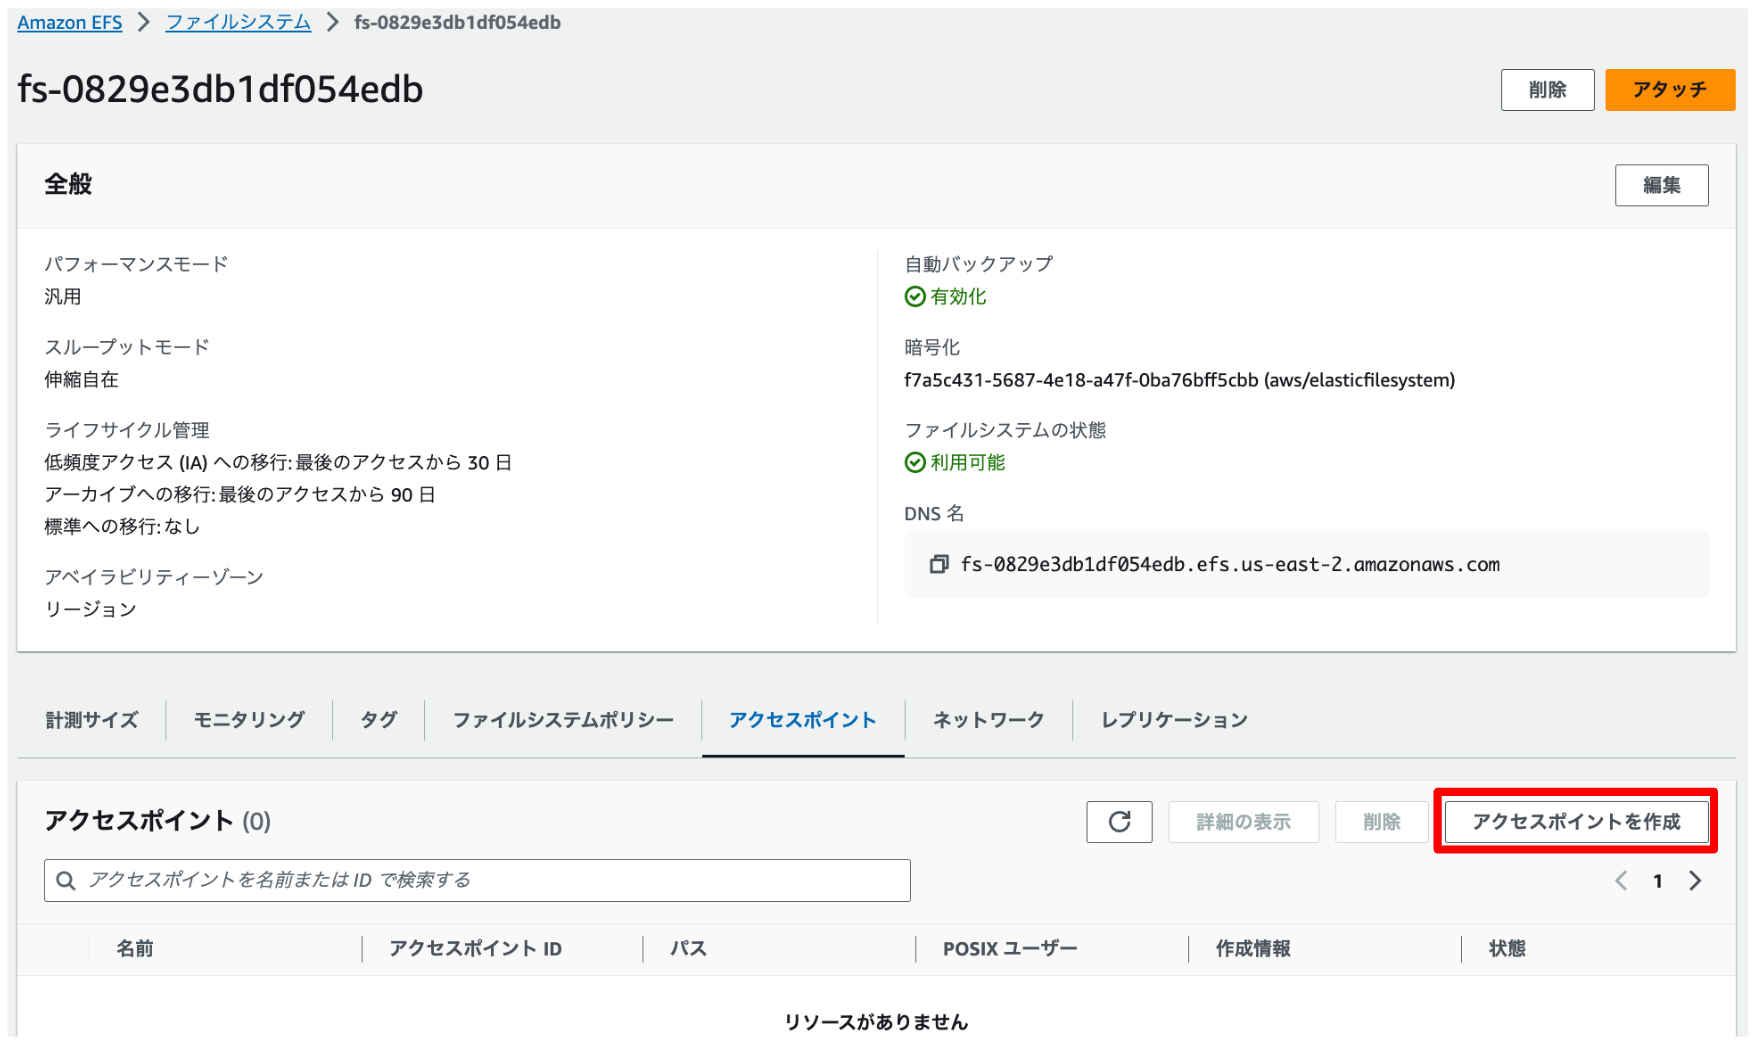 Amazon EFS > ファイルシステム > fs-0829e3db1df054edb
fs-0829e3db1df054edb
削除
アタッチ
全般
編集
パフォーマンスモード
汎用
スループットモード
伸縮自在
ライフサイクル管理
低頻度アクセス (IA) への移行: 最後のアクセスから 30 日
アーカイブへの移行: 最後のアクセスから 90 日
標準への移行: なし
アベイラビリティーゾーン
リージョン
自動バックアップ
有効化
暗号化
f7a5c431-5687-4e18-a47f-0ba76bff5cbb (aws/elasticfilesystem)
ファイルシステムの状態
利用可能
DNS 名
fs-0829e3db1df054edb.efs.us-east-2.amazonaws.com
計測サイズ
モニタリング
タグ
ファイルシステムポリシー
アクセスポイント
ネットワーク
レプリケーション
アクセスポイント (0)
詳細の表示
削除
アクセスポイントを作成
アクセスポイントを名前または ID で検索する
1
名前
アクセスポイント ID
パス
POSIX ユーザー
作成情報
状態
リソースがありません